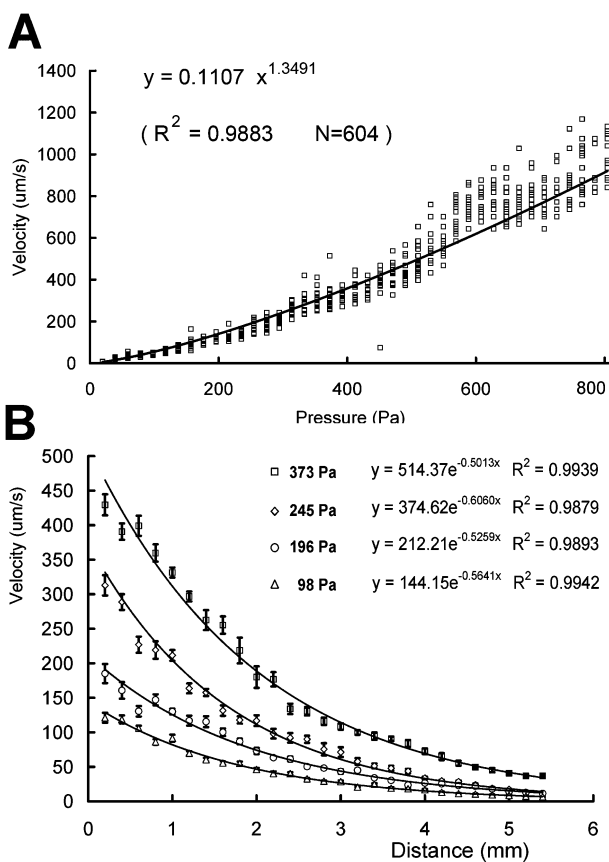 A
y = 0.1107 x^1.3491
( R^2 = 0.9883 N=604 )
1400
1200
1000
800
600
400
200
0
Velocity (um/s)
0 200 400 600 800
Pressure (Pa)
B
500
450
400
350
300
250
200
150
100
50
0
Velocity (um/s)
373 Pa y = 514.37e^-0.5013x R^2 = 0.9939
245 Pa y = 374.62e^-0.6060x R^2 = 0.9879
196 Pa y = 212.21e^-0.5259x R^2 = 0.9893
98 Pa y = 144.15e^-0.5641x R^2 = 0.9942
0 1 2 3 4 5 6
Distance (mm)